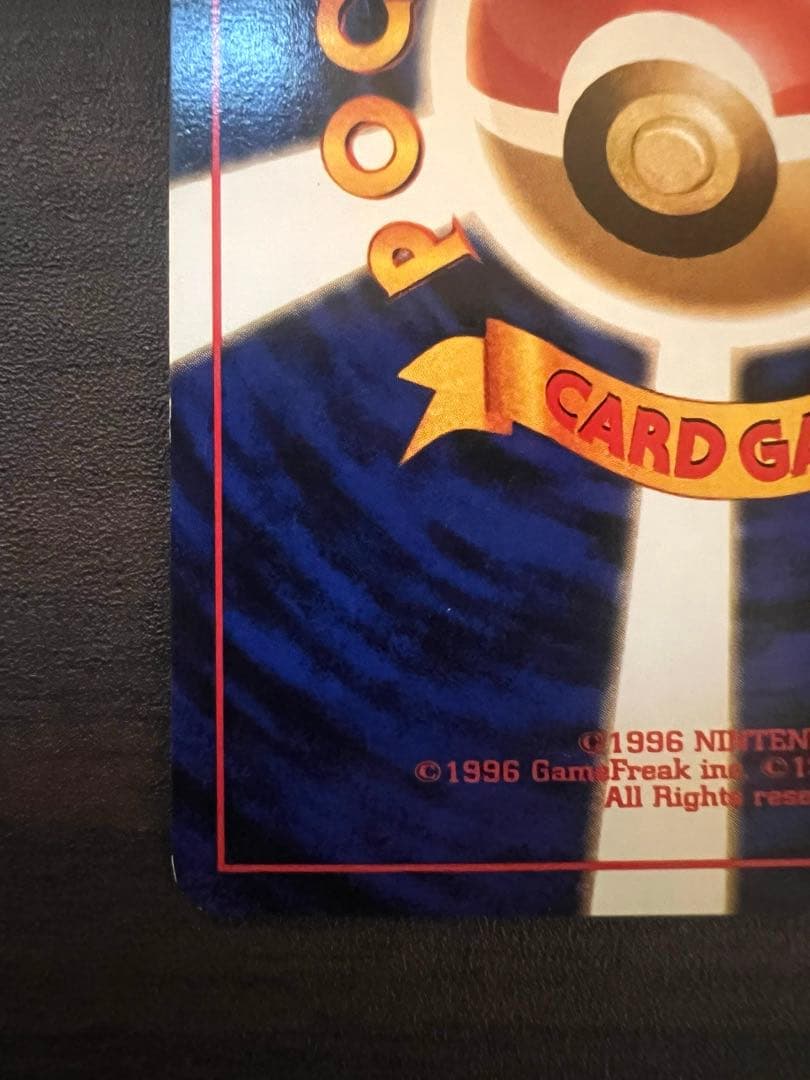 POC
CARD GA
©1996 NINTEN
©1996 GameFreak inc. ©1
All Rights rese